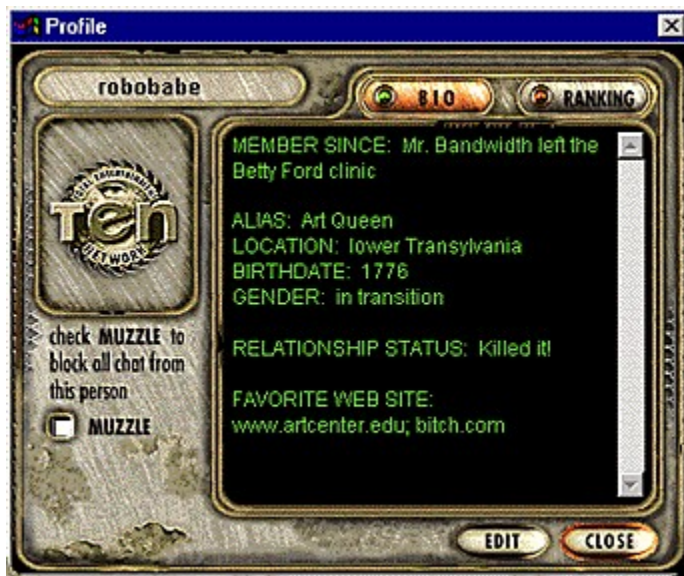 Profile
robobabe
BIO
RANKING
TOTAL ENTERTAINMENT
TEN
NETWORK
check MUZZLE to
block all chat from
this person
MUZZLE
MEMBER SINCE: Mr. Bandwidth left the
Betty Ford clinic
ALIAS: Art Queen
LOCATION: lower Transylvania
BIRTHDATE: 1776
GENDER: in transition
RELATIONSHIP STATUS: Killed it!
FAVORITE WEB SITE:
www.artcenter.edu; bitch.com
EDIT
CLOSE